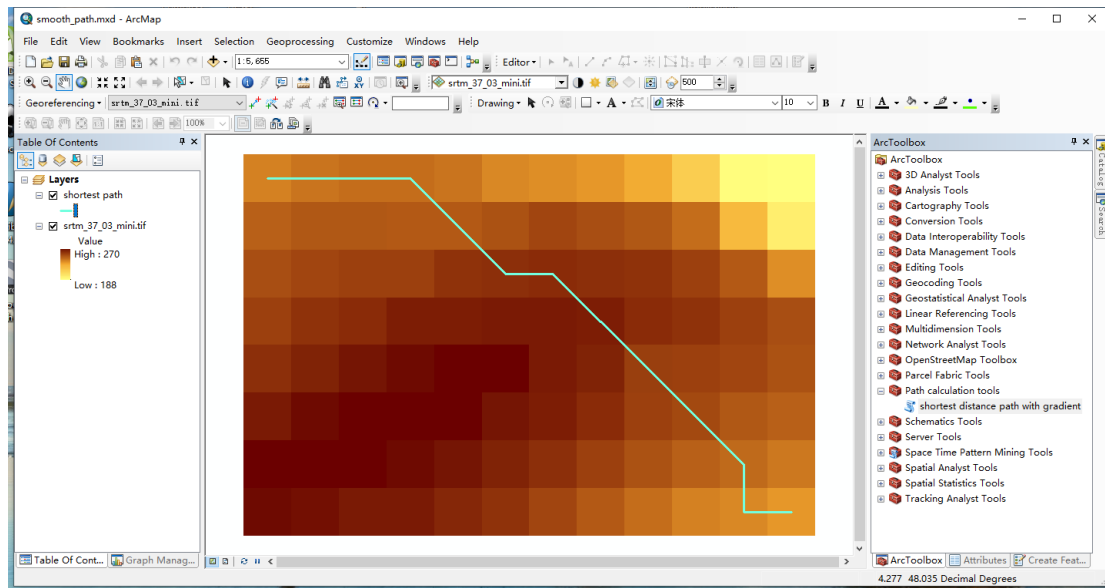 smooth_path.mxd - ArcMap
File Edit View Bookmarks Insert Selection Geoprocessing Customize Windows Help
1:5,655 Editor
srtm_37_03_mini.tif 500
Georeferencing srtm_37_03_mini.tif Drawing A 宋体 10 B I U A
100%
Table Of Contents
Layers
shortest path
srtm_37_03_mini.tif
Value
High : 270
Low : 188
ArcToolbox
ArcToolbox
3D Analyst Tools
Analysis Tools
Cartography Tools
Conversion Tools
Data Interoperability Tools
Data Management Tools
Editing Tools
Geocoding Tools
Geostatistical Analyst Tools
Linear Referencing Tools
Multidimension Tools
Network Analyst Tools
OpenStreetMap Toolbox
Parcel Fabric Tools
Path calculation tools
shortest distance path with gradient
Schematics Tools
Server Tools
Space Time Pattern Mining Tools
Spatial Analyst Tools
Spatial Statistics Tools
Tracking Analyst Tools
Catalog
Search
Table Of Cont... Graph Manag...
ArcToolbox Attributes Create Feat...
4.277 48.035 Decimal Degrees